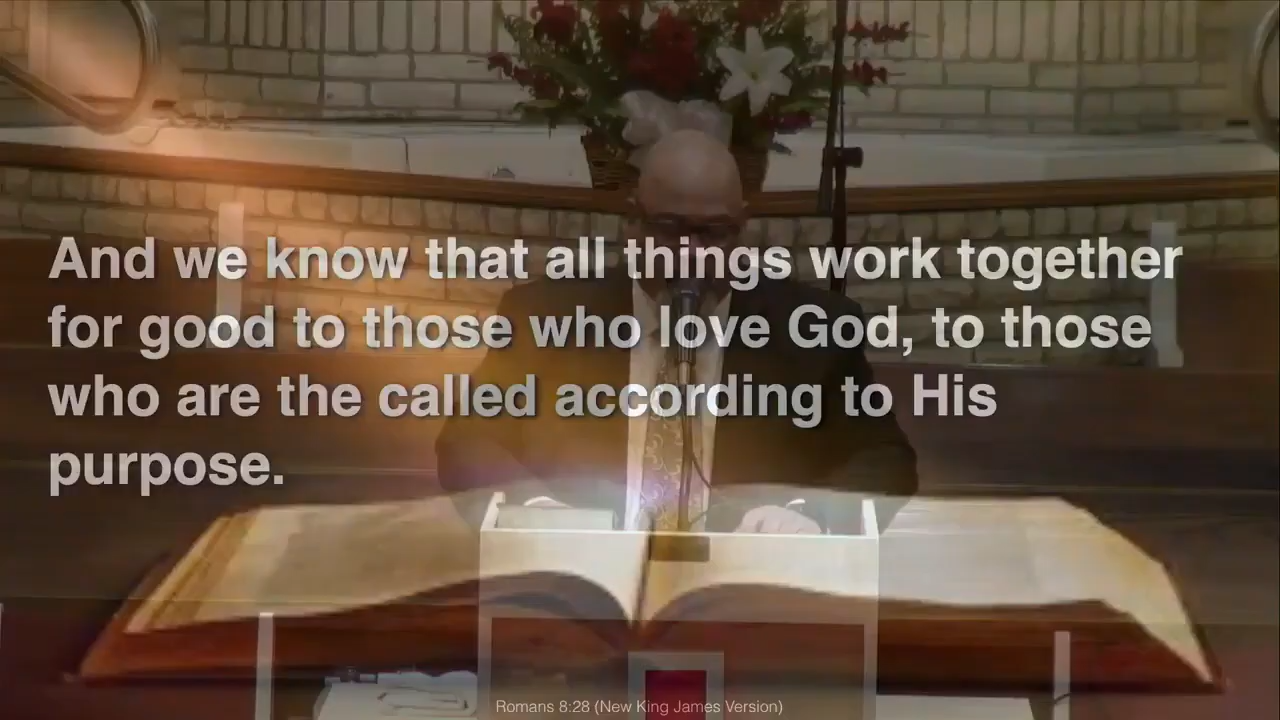 And we know that all things work together
for good to those who love God, to those
who are the called according to His
purpose.
Romans 8:28 (New King James Version)